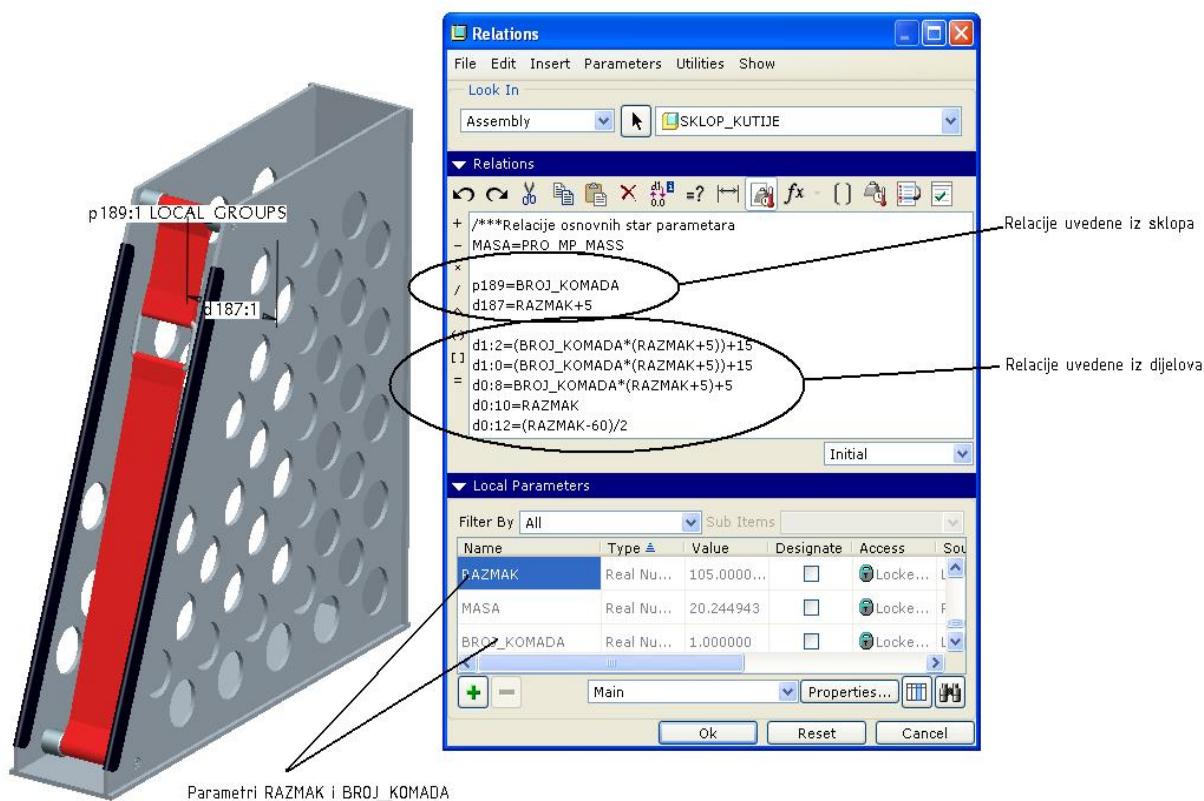 Relations
File Edit Insert Parameters Utilities Show
Look In
Assembly SKLOP_KUTIJE
Relations
/***Relacije osnovnih star parametara
MASA=PRO_MP_MASS
p189=BROJ_KOMADA
d187=RAZMAK+5
d1:2=(BROJ_KOMADA*(RAZMAK+5))+15
d1:0=(BROJ_KOMADA*(RAZMAK+5))+15
d0:8=BROJ_KOMADA*(RAZMAK+5)+5
d0:10=RAZMAK
d0:12=(RAZMAK-60)/2
Initial
Local Parameters
Filter By All Sub Items
Name Type Value Designate Access Sou
RAZMAK Real Nu... 105.0000... Locke... L
MASA Real Nu... 20.244943 Locke... F
BROJ_KOMADA Real Nu... 1.000000 Locke... L
Main Properties...
Ok Reset Cancel
p189:1 LOCAL GROUPS
d187:1
Relacije uvedene iz sklopa
Relacije uvedene iz dijelova
Parametri RAZMAK i BROJ_KOMADA